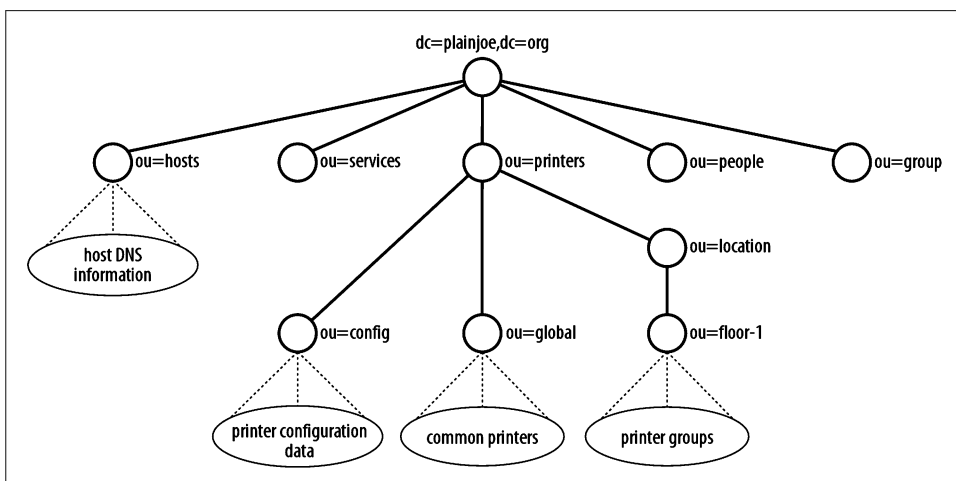 dc=plainjoe,dc=org
ou=hosts
ou=services
ou=printers
ou=people
ou=group
host DNS
information
ou=location
ou=config
ou=global
ou=floor-1
printer configuration
data
common printers
printer groups